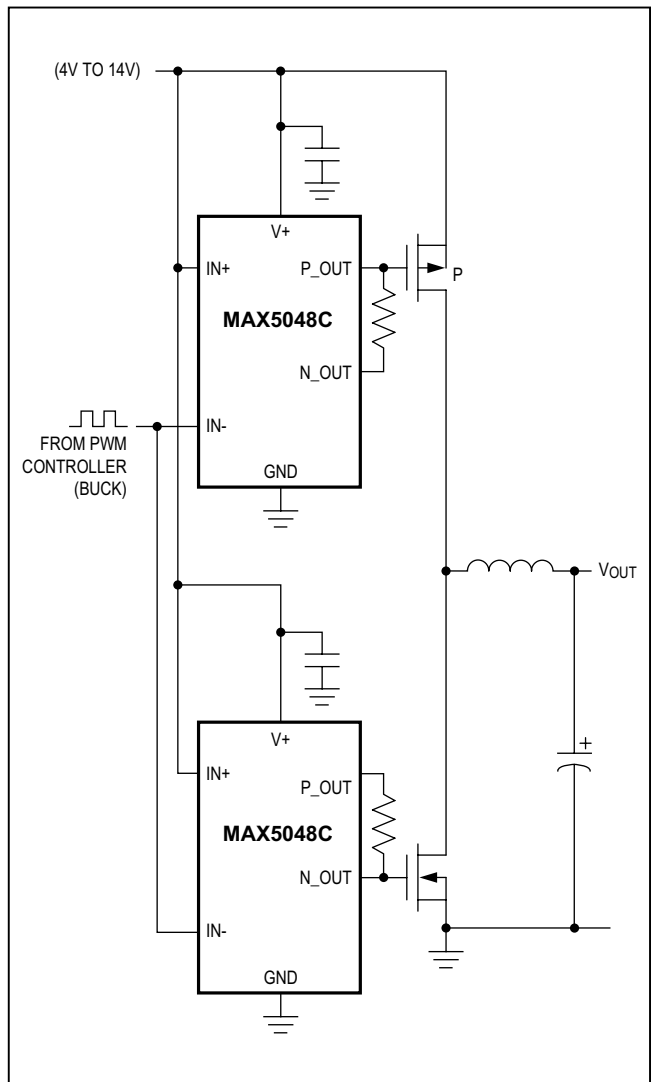 (4V TO 14V)
V+
IN+
P_OUT
P
MAX5048C
N_OUT
IN-
FROM PWM
CONTROLLER
(BUCK)
GND
VOUT
V+
IN+
P_OUT
MAX5048C
N_OUT
IN-
GND
+